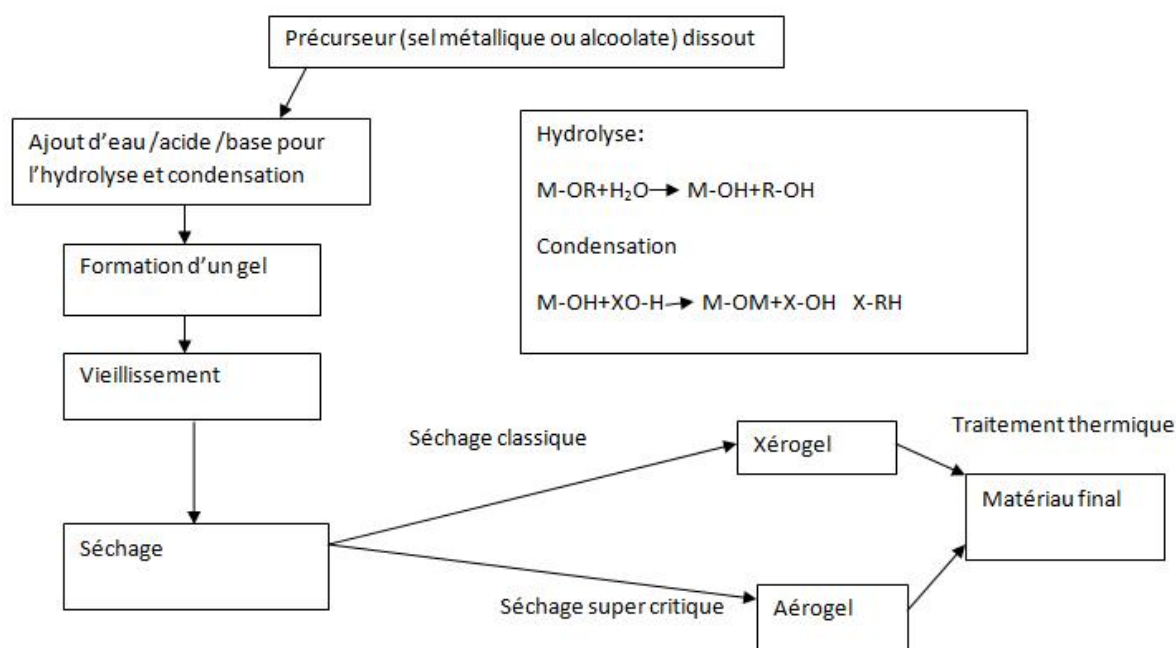 Précurseur (sel métallique ou alcoolate) dissout
Ajout d'eau /acide /base pour
l'hydrolyse et condensation
Hydrolyse:
M-OR+H₂O→ M-OH+R-OH
Condensation
M-OH+XO-H→ M-OM+X-OH X-RH
Formation d'un gel
Vieillissement
Séchage classique
Xérogel
Traitement thermique
Matériau final
Séchage
Séchage super critique
Aérogel